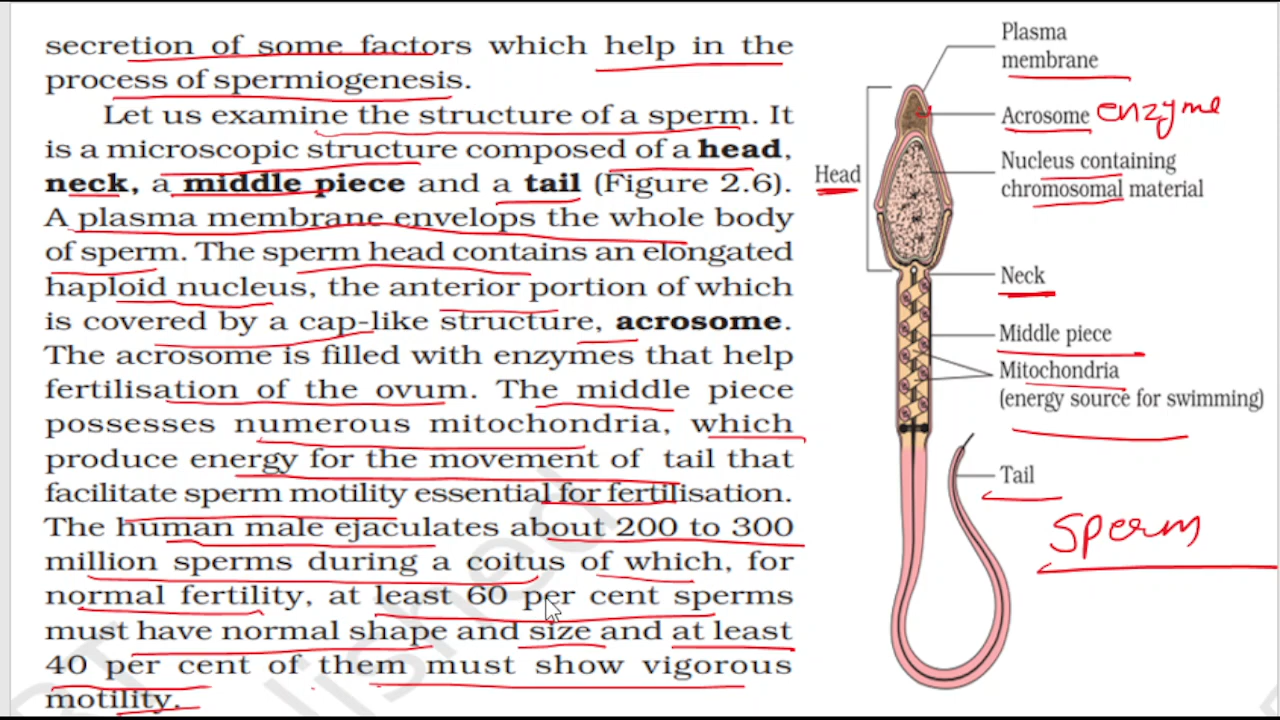 secretion of some factors which help in the
process of spermiogenesis.
Let us examine the structure of a sperm. It
is a microscopic structure composed of a head,
neck, a middle piece and a tail (Figure 2.6).
A plasma membrane envelops the whole body
of sperm. The sperm head contains an elongated
haploid nucleus, the anterior portion of which
is covered by a cap-like structure, acrosome.
The acrosome is filled with enzymes that help
fertilisation of the ovum. The middle piece
possesses numerous mitochondria, which
produce energy for the movement of tail that
facilitate sperm motility essential for fertilisation.
The human male ejaculates about 200 to 300
million sperms during a coitus of which, for
normal fertility, at least 60 per cent sperms
must have normal shape and size and at least
40 per cent of them must show vigorous
motility.
Plasma
membrane
Acrosome enzyme
Nucleus containing
chromosomal material
Head
Neck
Middle piece
Mitochondria
(energy source for swimming)
Tail
Sperm